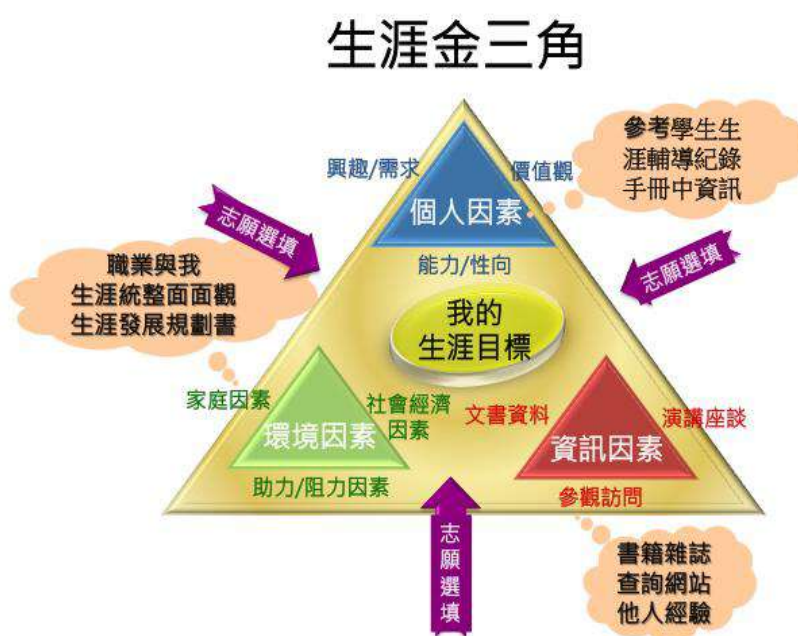 生涯金三角
參考學生生
涯輔導紀錄
手冊中資訊
興趣/需求
價值觀
個人因素
能力/性向
志願選填
志願選填
職業與我
生涯統整面面觀
生涯發展規劃書
我的
生涯目標
家庭因素
社會經濟
因素
環境因素
助力/阻力因素
文書資料
演講座談
資訊因素
參觀訪問
志願選填
書籍雜誌
查詢網站
他人經驗